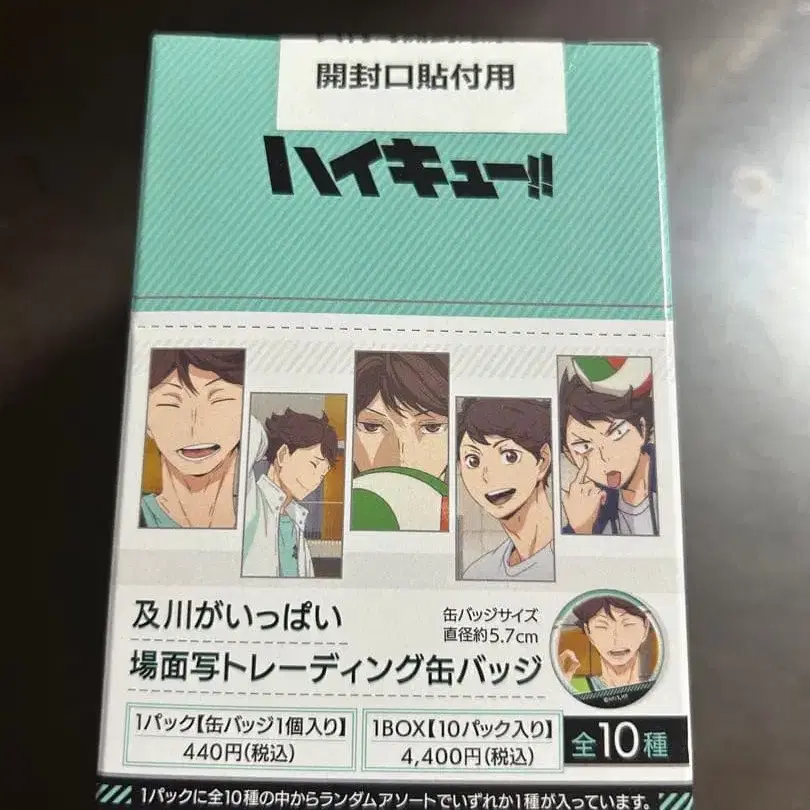 開封口貼付用
ハイキュー!!
及川がいっぱい
場面写トレーディング缶バッジ
缶バッジサイズ
直径約5.7cm
1パック【缶バッジ1個入り】
440円(税込)
1BOX【10パック入り】
4,400円(税込)
全10種
1パックに全10種の中からランダムアソートでいずれか1種が入っています。